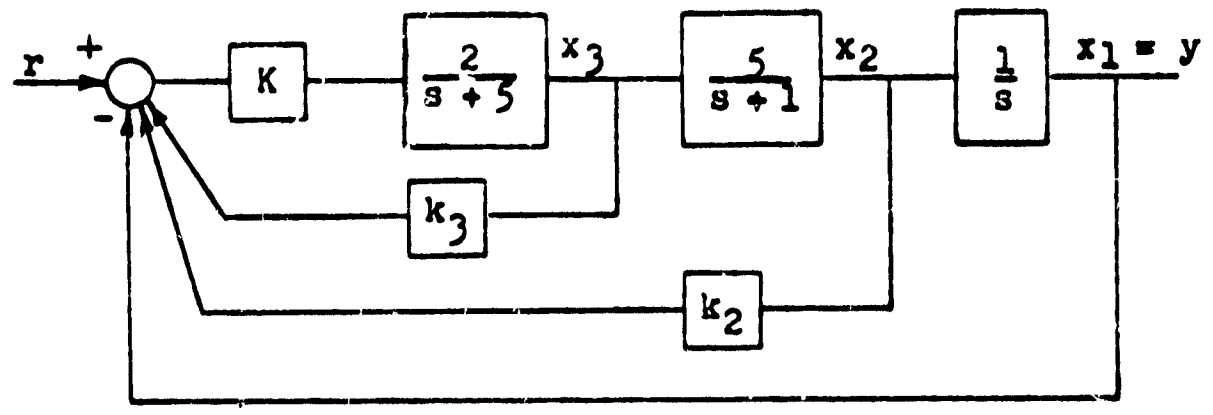 r + - K 2/(s + 5) x3 5/(s + 1) x2 1/s x1 = y
k3
k2